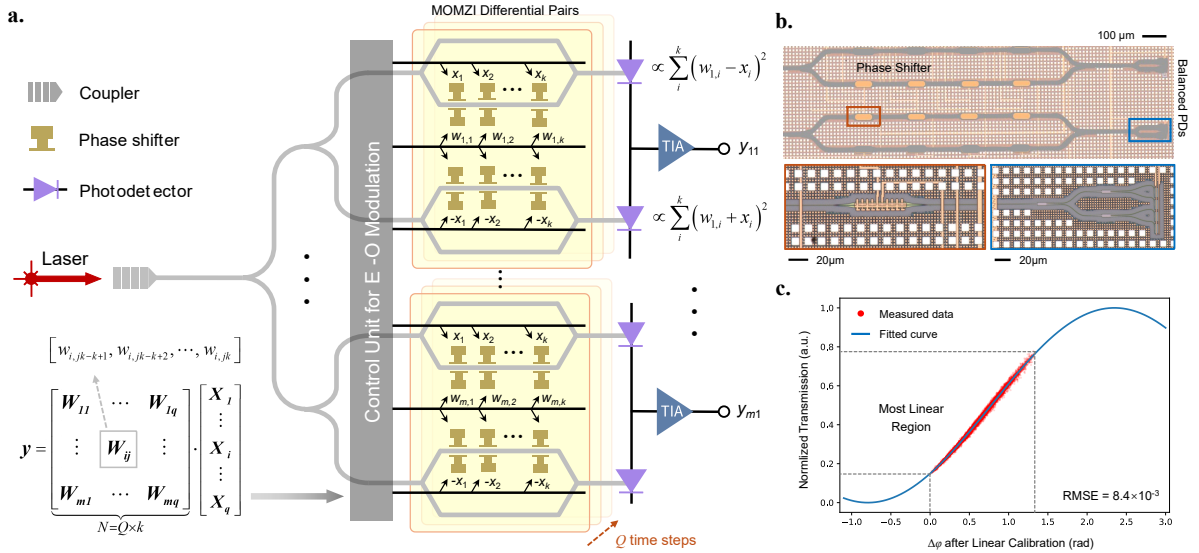 a.
MOMZI Differential Pairs
Coupler
Phase shifter
Photodetector
Laser
Control Unit for E -O Modulation
x1 x2 ••• xk
w1,1 w1,2 w1,k
•••
-x1 -x2 -xk
∝ ∑ᵢᵏ (w1,i − xi)²
TIA
y11
∝ ∑ᵢᵏ (w1,i + xi)²
x1 x2 xk
•••
wm,1 wm,2 wm,k
•••
-x1 -x2 -xk
TIA
ym1
Q time steps
[wi,jk−k+1, wi,jk−k+2, ⋯, wi,jk]
W11 ⋯ W1q X1
⋮ ⋮ ⋮
y = Wij · Xi
⋮
Wm1 ⋯ Wmq Xq
N=Q×k
b.
100 µm
Phase Shifter
Balanced PDs
20µm
20µm
c.
Measured data
Fitted curve
Most Linear
Region
RMSE = 8.4×10⁻³
Normlized Transmission (a.u.)
1.0
0.8
0.6
0.4
0.2
0.0
-1.0 -0.5 0.0 0.5 1.0 1.5 2.0 2.5 3.0
Δφ after Linear Calibration (rad)